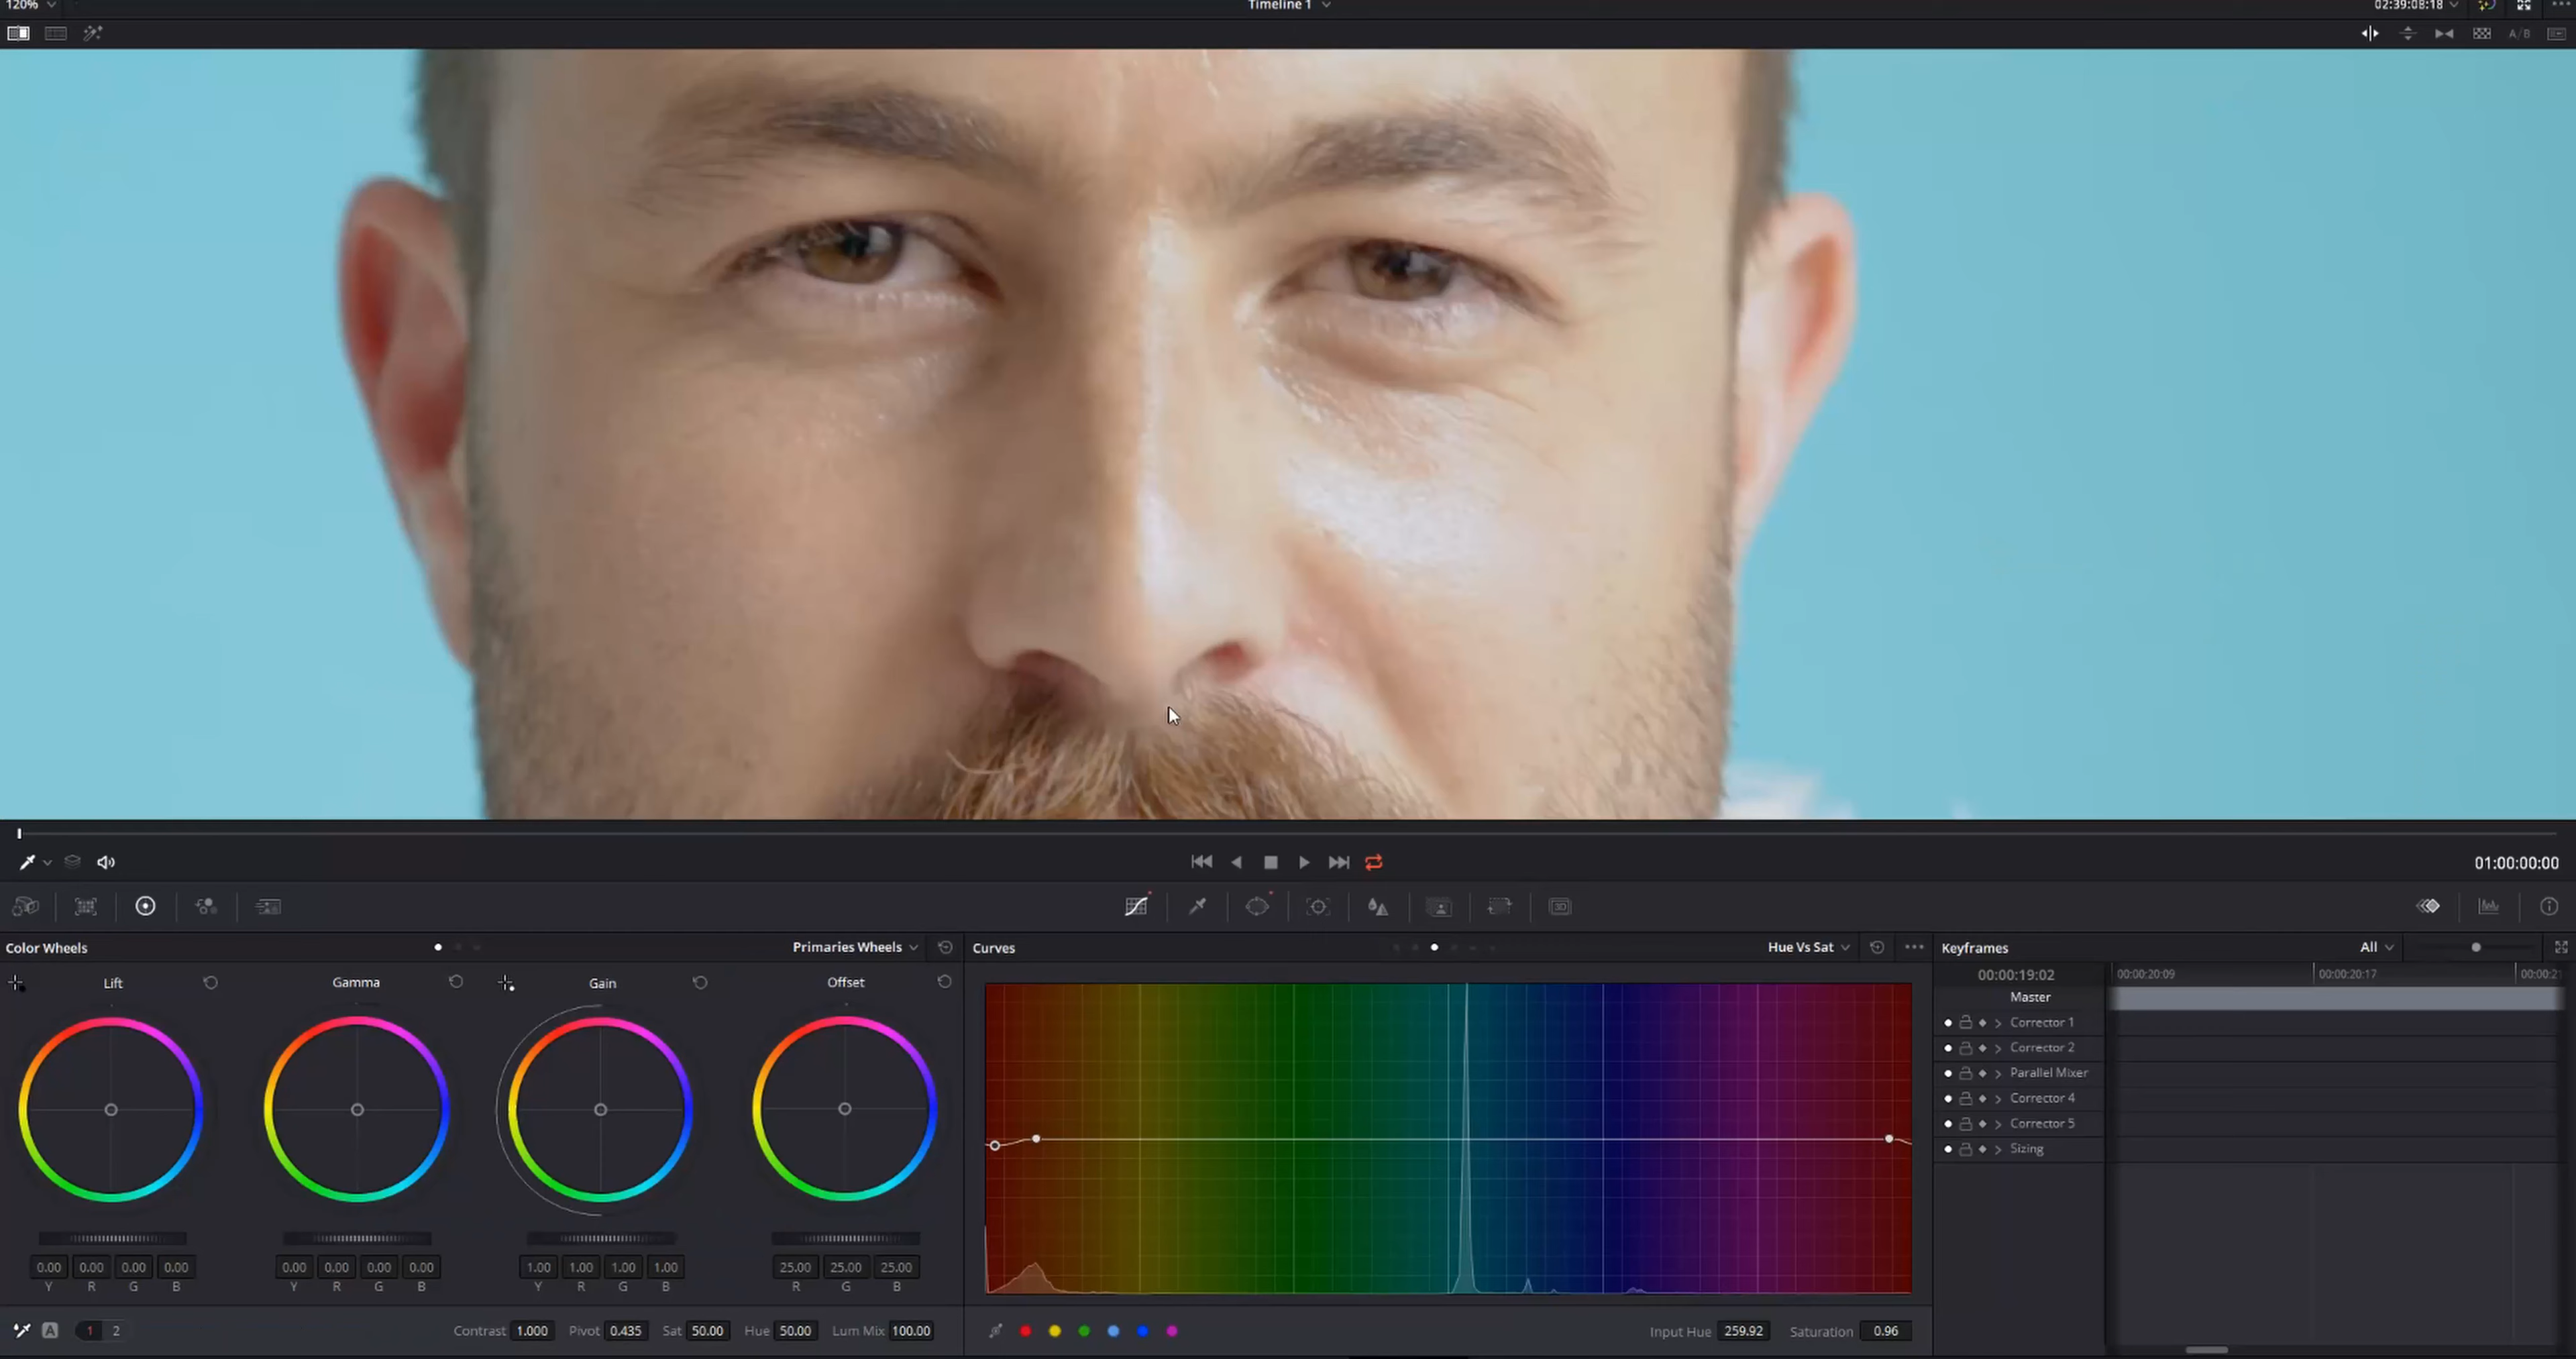 120% Timeline 1 02:39:08:18
A/B
01:00:00:00
Color Wheels Primaries Wheels Curves Hue Vs Sat Keyframes All
Lift Gamma Gain Offset 00:00:19:02 00:00:20:09 00:00:20:17 00:00:21
Master
Corrector 1
Corrector 2
Parallel Mixer
Corrector 4
Corrector 5
Sizing
0.00 0.00 0.00 0.00 0.00 0.00 0.00 0.00 1.00 1.00 1.00 1.00 25.00 25.00 25.00
Y R G B Y R G B Y R G B R G B
A 1 2 Contrast 1.000 Pivot 0.435 Sat 50.00 Hue 50.00 Lum Mix 100.00 Input Hue 259.92 Saturation 0.96